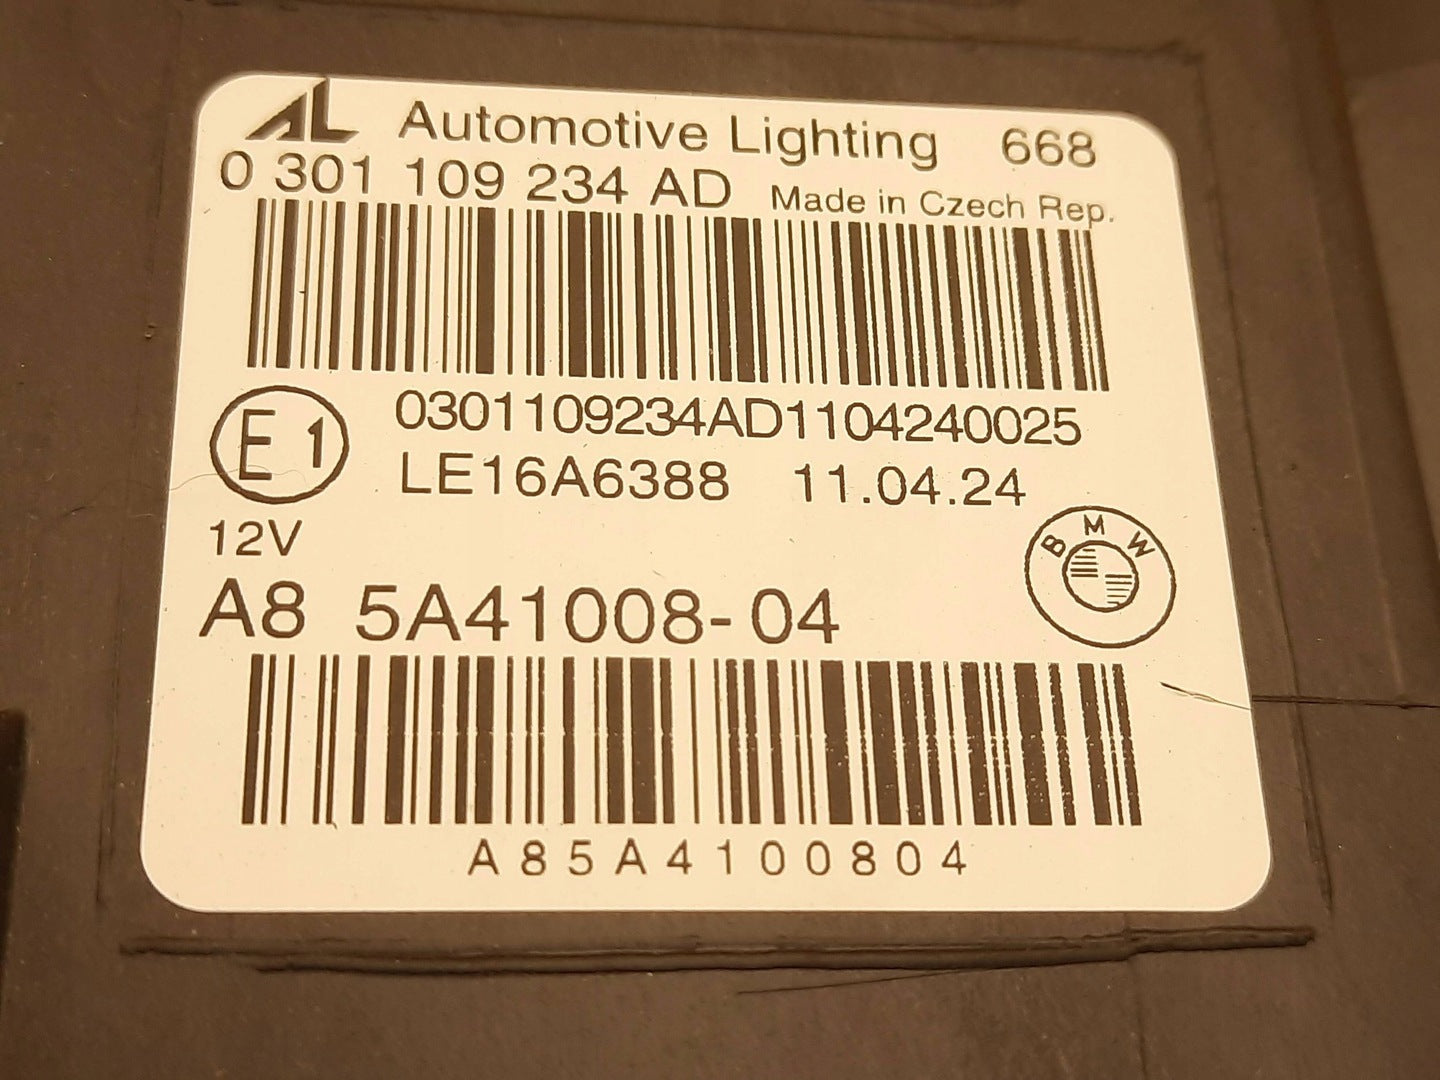 AL Automotive Lighting 668
0 301 109 234 AD Made in Czech Rep.
0301109234AD1104240025
E1
LE16A6388 11.04.24
12V
BMW
A8 5A41008-04
A85A4100804